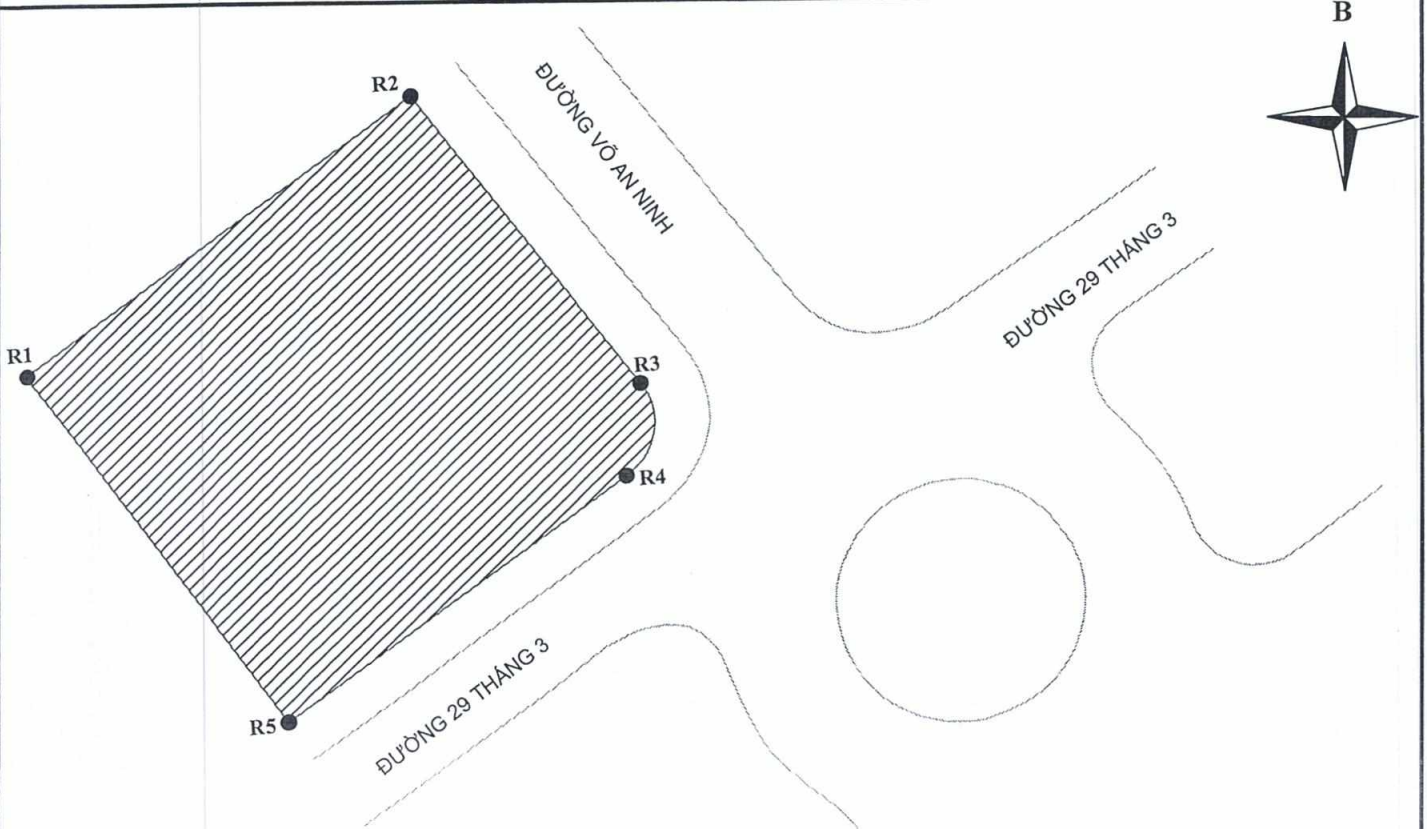 B
R2
ĐƯỜNG VÕ AN NINH
ĐƯỜNG 29 THÁNG 3
R1
R3
R4
R5
ĐƯỜNG 29 THÁNG 3